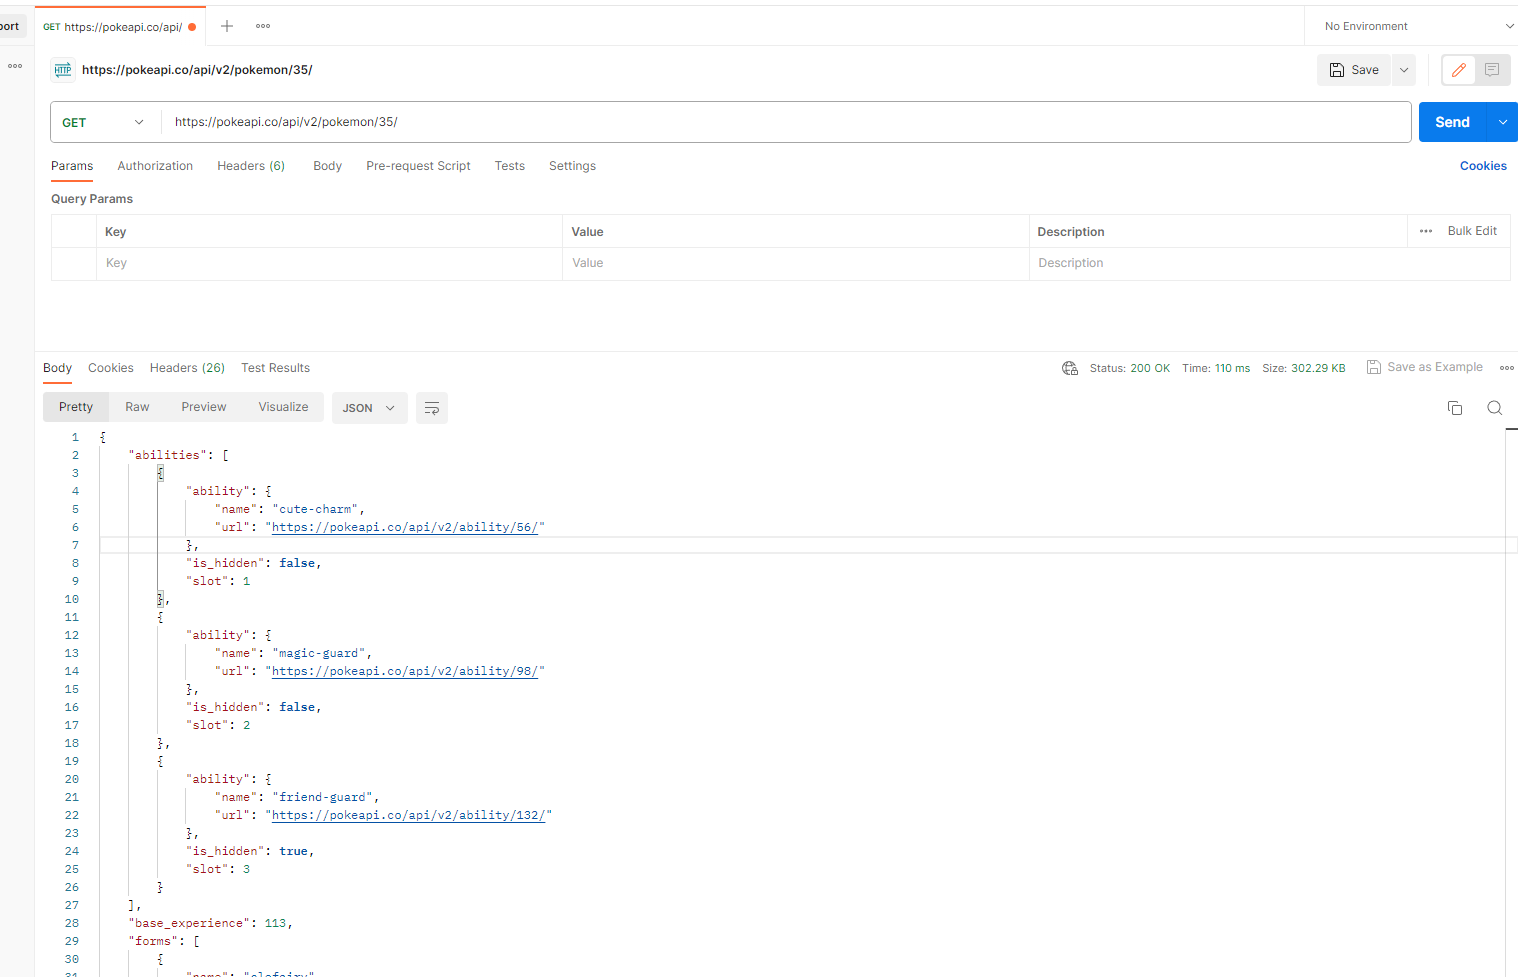 port
GET https://pokeapi.co/api/
No Environment
HTTP https://pokeapi.co/api/v2/pokemon/35/
Save
GET https://pokeapi.co/api/v2/pokemon/35/ Send
Params Authorization Headers (6) Body Pre-request Script Tests Settings Cookies
Query Params
Key Value Description Bulk Edit
Key Value Description
Body Cookies Headers (26) Test Results Status: 200 OK Time: 110 ms Size: 302.29 KB Save as Example
Pretty Raw Preview Visualize JSON
1 {
2 "abilities": [
3 {
4 "ability": {
5 "name": "cute-charm",
6 "url": "https://pokeapi.co/api/v2/ability/56/"
7 },
8 "is_hidden": false,
9 "slot": 1
10 },
11 {
12 "ability": {
13 "name": "magic-guard",
14 "url": "https://pokeapi.co/api/v2/ability/98/"
15 },
16 "is_hidden": false,
17 "slot": 2
18 },
19 {
20 "ability": {
21 "name": "friend-guard",
22 "url": "https://pokeapi.co/api/v2/ability/132/"
23 },
24 "is_hidden": true,
25 "slot": 3
26 }
27 ],
28 "base_experience": 113,
29 "forms": [
30 {
31 "name": "clefairy",